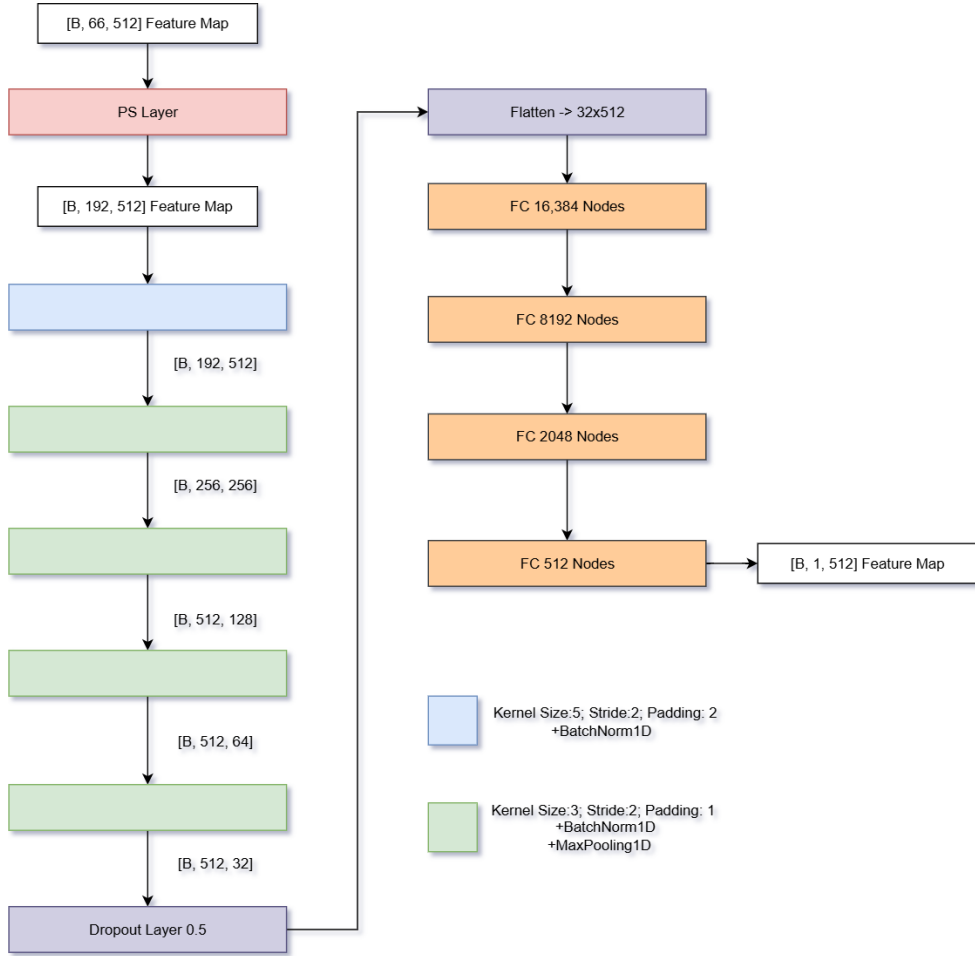 [B, 66, 512] Feature Map
PS Layer
[B, 192, 512] Feature Map
[B, 192, 512]
[B, 256, 256]
[B, 512, 128]
[B, 512, 64]
[B, 512, 32]
Dropout Layer 0.5
Flatten -> 32x512
FC 16,384 Nodes
FC 8192 Nodes
FC 2048 Nodes
FC 512 Nodes
[B, 1, 512] Feature Map
Kernel Size:5; Stride:2; Padding: 2
+BatchNorm1D
Kernel Size:3; Stride:2; Padding: 1
+BatchNorm1D
+MaxPooling1D